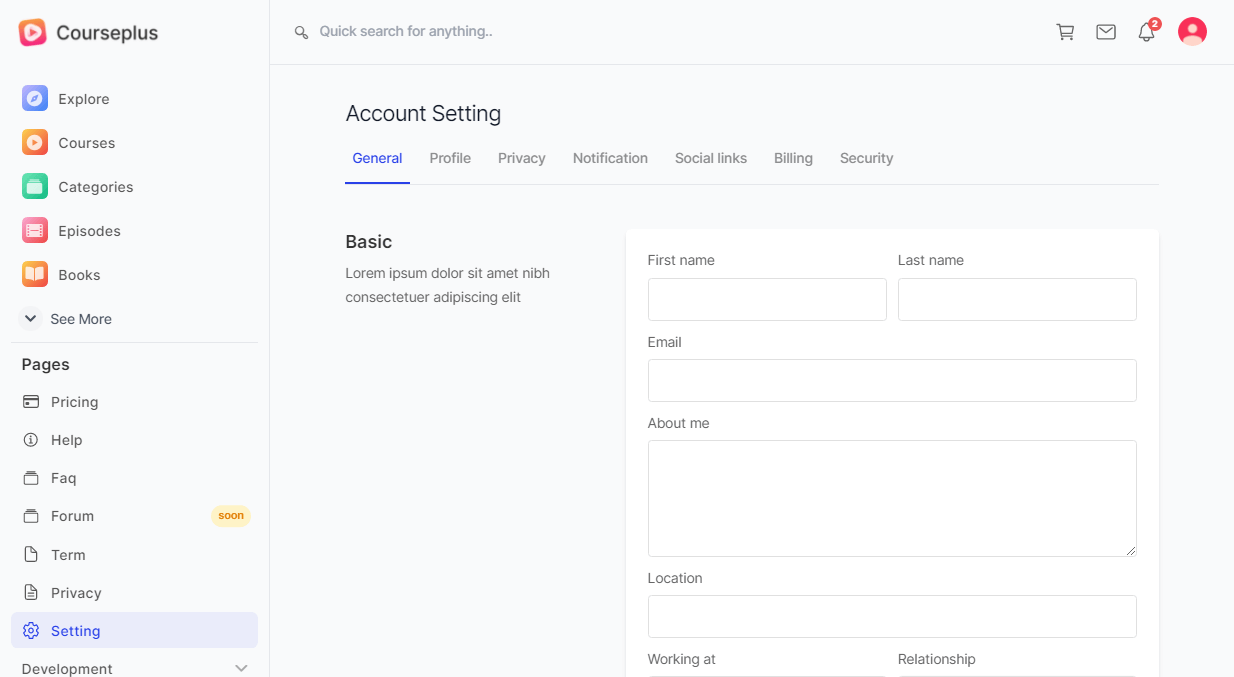 Courseplus
Quick search for anything..
2
Explore
Courses
Categories
Episodes
Books
See More
Pages
Pricing
Help
Faq
Forum
soon
Term
Privacy
Setting
Development
Account Setting
General Profile Privacy Notification Social links Billing Security
Basic
Lorem ipsum dolor sit amet nibh
consectetuer adipiscing elit
First name Last name
Email
About me
Location
Working at Relationship